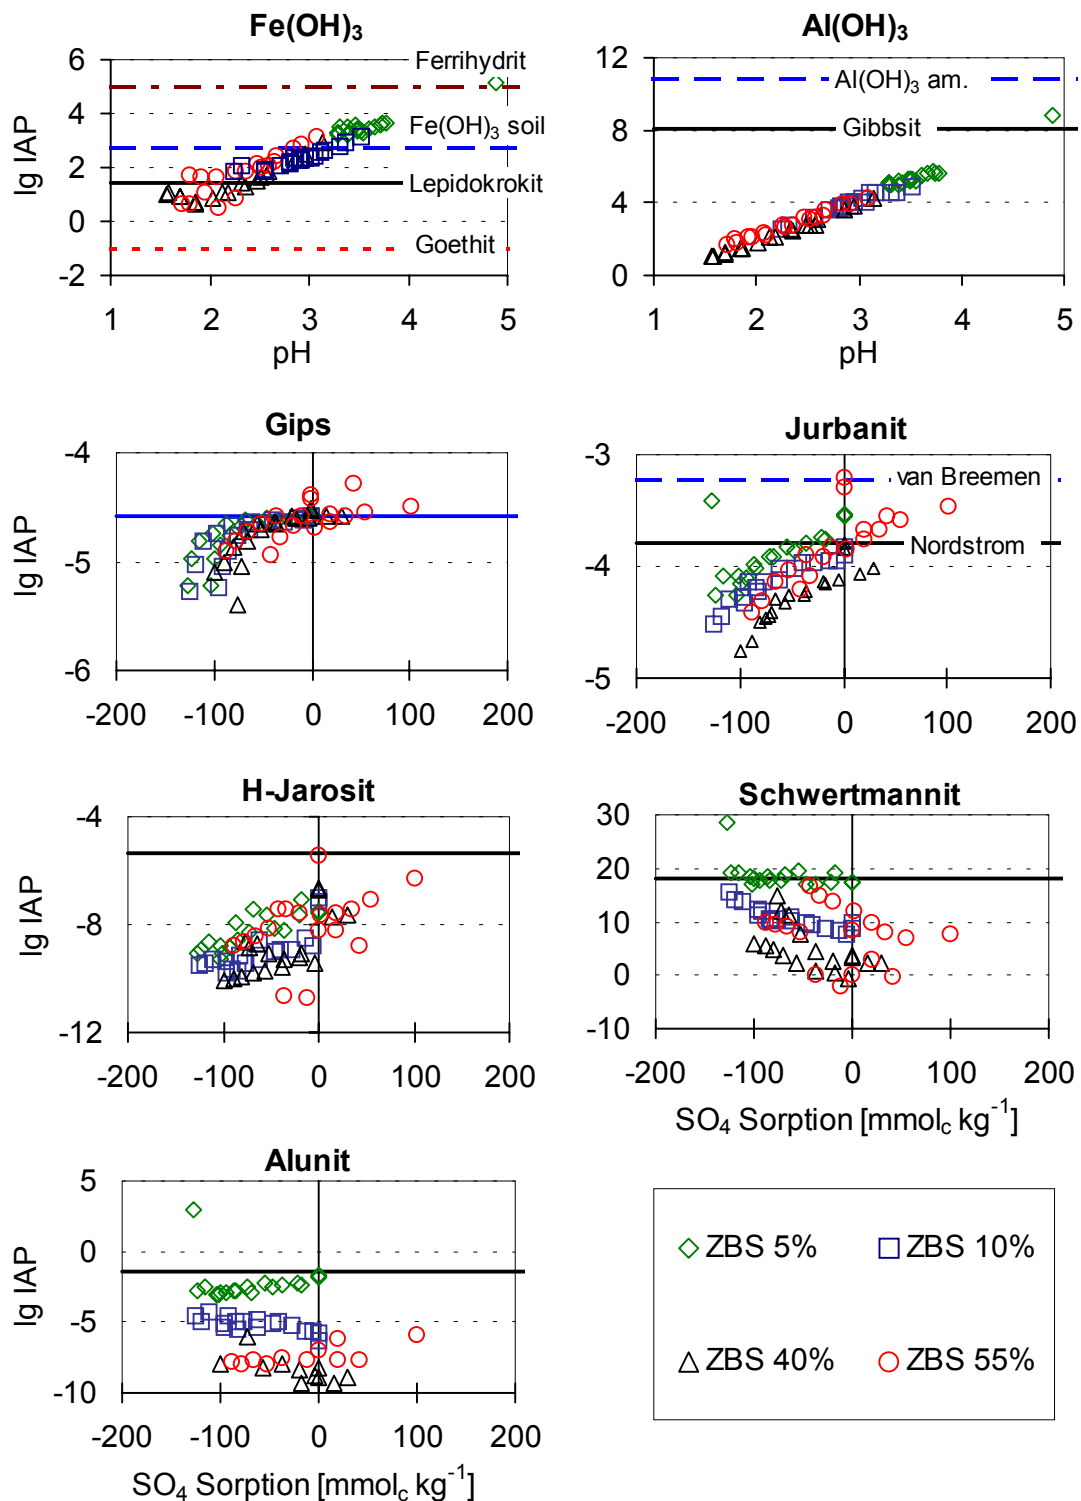 Fe(OH)₃
Al(OH)₃
lg IAP
6
4
2
0
-2
Ferrihydrit
Fe(OH)₃ soil
Lepidokrokit
Goethit
1 2 3 4 5
pH
12
8
4
0
Al(OH)₃ am.
Gibbsit
1 2 3 4 5
pH
Gips
Jurbanit
lg IAP
-4
-5
-6
-200 -100 0 100 200
-3
-4
-5
van Breemen
Nordstrom
-200 -100 0 100 200
H-Jarosit
Schwertmannit
lg IAP
-4
-8
-12
-200 -100 0 100 200
30
20
10
0
-10
-200 -100 0 100 200
SO₄ Sorption [mmol_c kg⁻¹]
Alunit
lg IAP
5
0
-5
-10
-200 -100 0 100 200
SO₄ Sorption [mmol_c kg⁻¹]
ZBS 5% ZBS 10%
ZBS 40% ZBS 55%